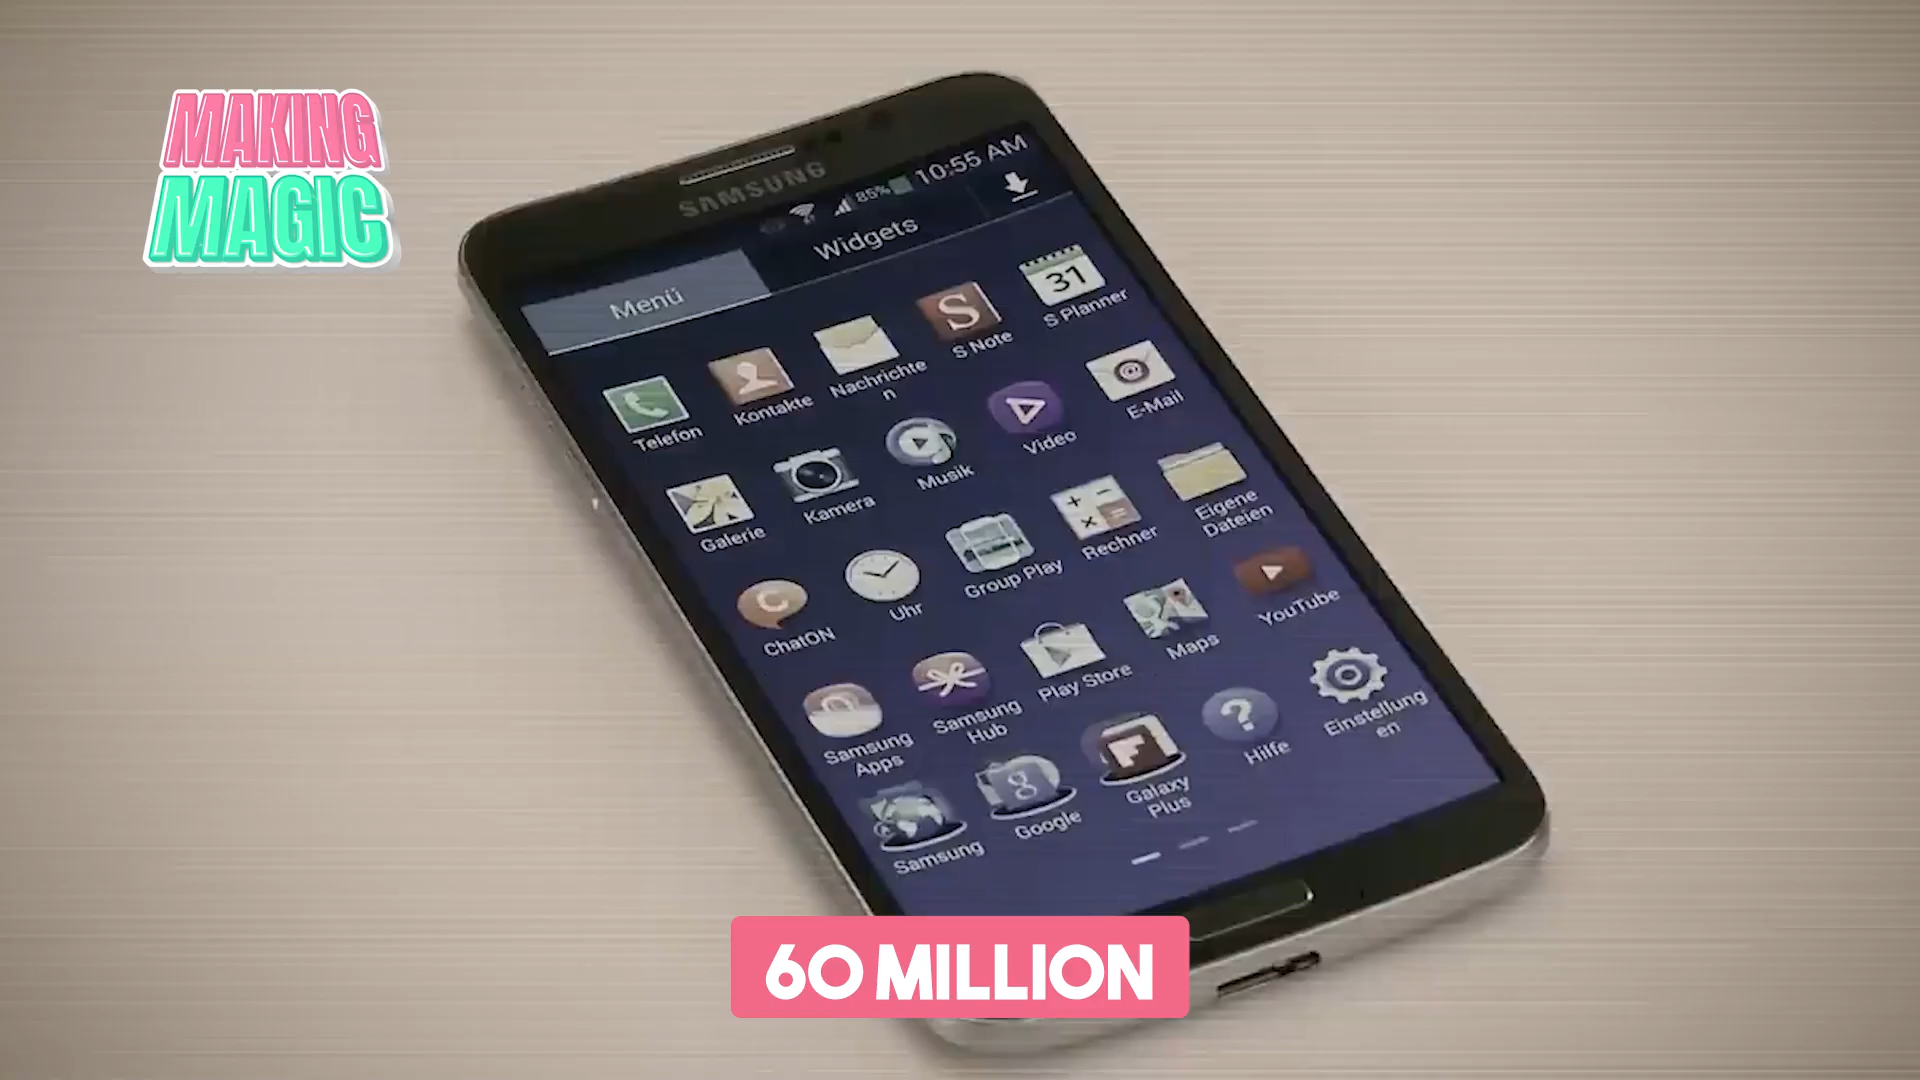 MAKING
MAGIC
SAMSUNG
85% 10:55 AM
Menü
Widgets
Telefon
Kontakte
Nachrichte
n
S
S Note
31
S Planner
Galerie
Kamera
Musik
Video
@
E-Mail
C
ChatON
Uhr
Group Play
+ -
× =
Rechner
Eigene
Dateien
Samsung
Apps
Samsung
Hub
Play Store
Maps
YouTube
Samsung
g
Google
F
Galaxy
Plus
?
Hilfe
Einstellung
en
60 MILLION